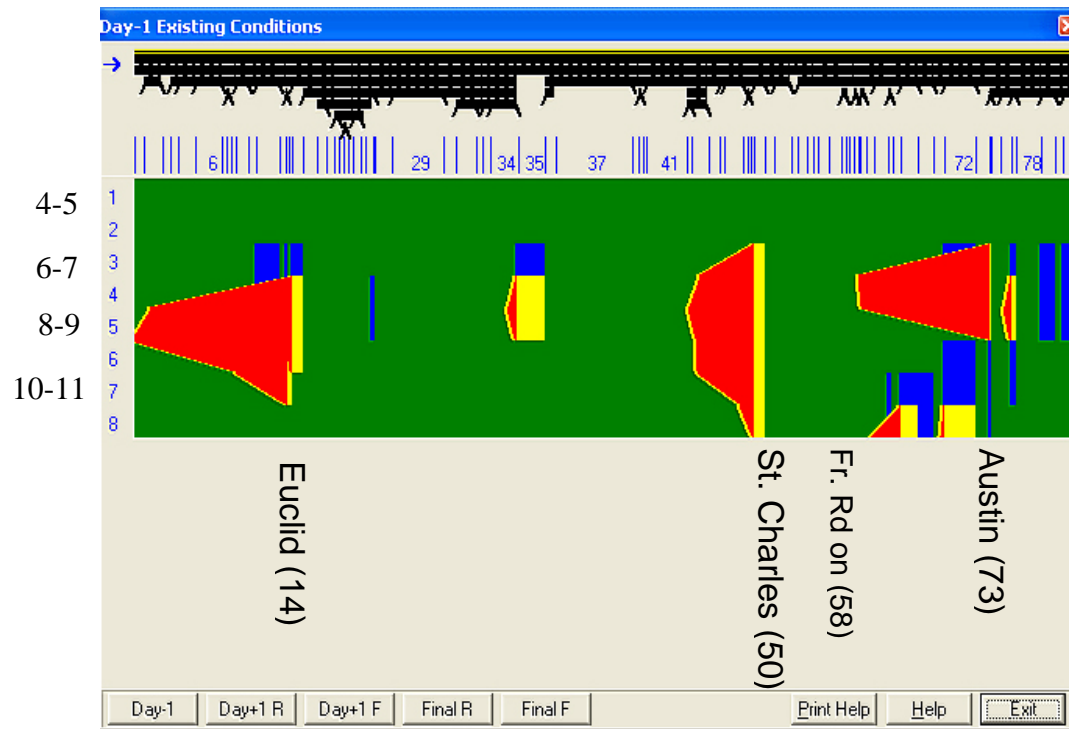 Day-1 Existing Conditions
6 29 34 35 37 41 72 78
4-5 1
2
6-7 3
4
8-9 5
6
10-11 7
8
Euclid (14)
St. Charles (50)
Fr. Rd on (58)
Austin (73)
Day-1 Day+1 R Day+1 F Final R Final F Print Help Help Exit